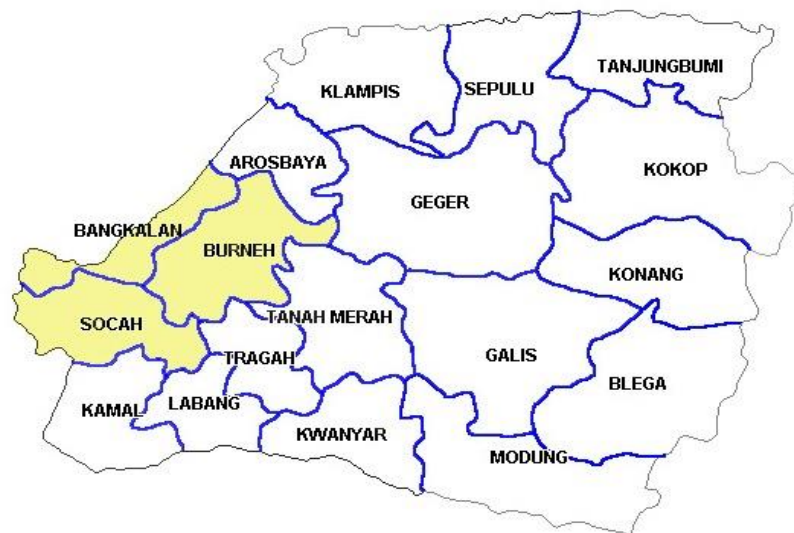 TANJUNGBUMI
KLAMPIS
SEPULU
AROSBAYA
KOKOP
GEGER
BANGKALAN
BURNEH
KONANG
SOCAH
TANAH MERAH
TRAGAH
GALIS
BLEGA
KAMAL
LABANG
KWANYAR
MODUNG